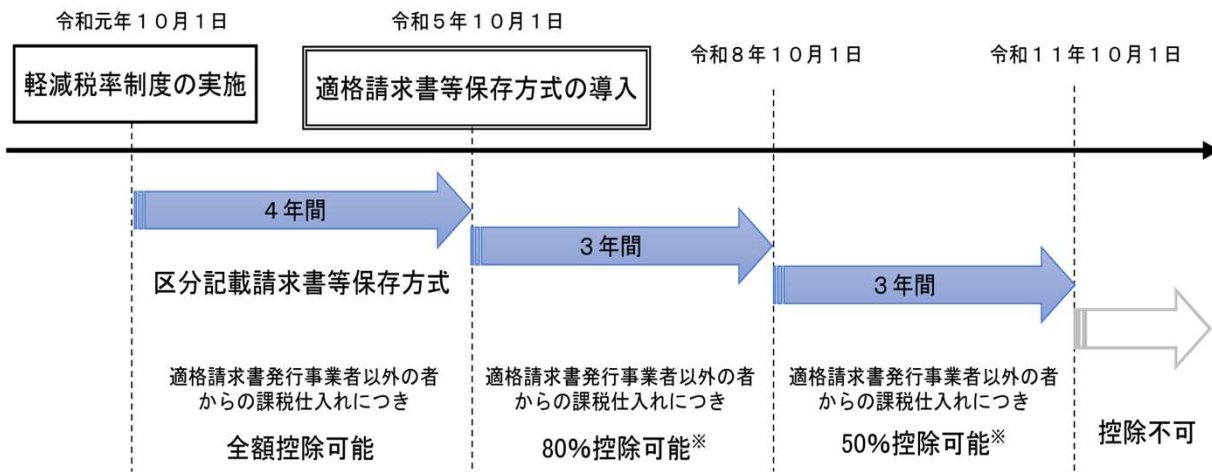 令和元年１０月１日
令和５年１０月１日
令和８年１０月１日
令和１１年１０月１日
軽減税率制度の実施
適格請求書等保存方式の導入
４年間
３年間
３年間
区分記載請求書等保存方式
適格請求書発行事業者以外の者
からの課税仕入れにつき
全額控除可能
適格請求書発行事業者以外の者
からの課税仕入れにつき
80%控除可能※
適格請求書発行事業者以外の者
からの課税仕入れにつき
50%控除可能※
控除不可